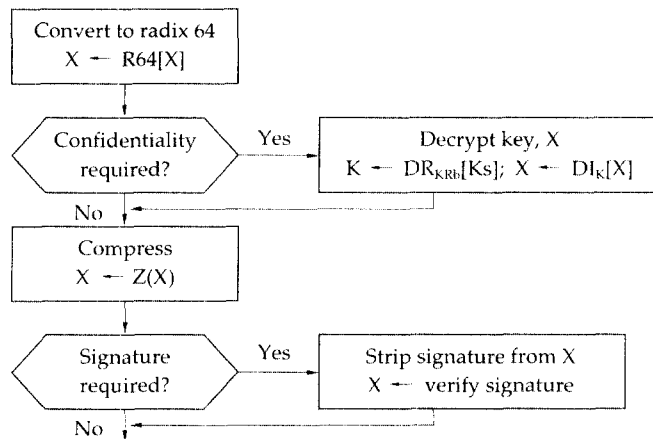 Convert to radix 64
X ← R64[X]
Confidentiality
required?
Yes
Decrypt key, X
K ← DR_KRb[Ks]; X ← DI_K[X]
No
Compress
X ← Z(X)
Signature
required?
Yes
Strip signature from X
X ← verify signature
No